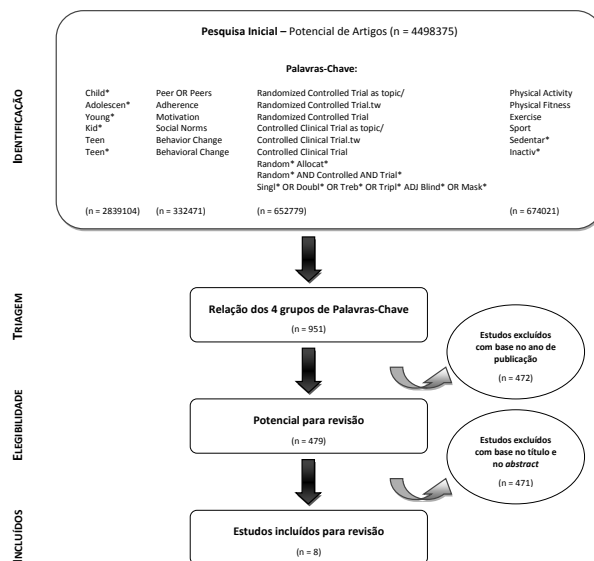 IDENTIFICAÇÃO
Pesquisa Inicial – Potencial de Artigos (n = 4498375)
Palavras-Chave:
Child*
Adolescen*
Young*
Kid*
Teen
Teen*
(n = 2839104)
Peer OR Peers
Adherence
Motivation
Social Norms
Behavior Change
Behavioral Change
(n = 332471)
Randomized Controlled Trial as topic/
Randomized Controlled Trial.tw
Randomized Controlled Trial
Controlled Clinical Trial as topic/
Controlled Clinical Trial.tw
Controlled Clinical Trial
Random* Allocat*
Random* AND Controlled AND Trial*
Singl* OR Doubl* OR Treb* OR Tripl* ADJ Blind* OR Mask*
(n = 652779)
Physical Activity
Physical Fitness
Exercise
Sport
Sedentar*
Inactiv*
(n = 674021)
TRIAGEM
Relação dos 4 grupos de Palavras-Chave
(n = 951)
Estudos excluídos
com base no ano de
publicação
(n = 472)
ELEGIBILIDADE
Potencial para revisão
(n = 479)
Estudos excluídos
com base no título e
no abstract
(n = 471)
INCLUÍDOS
Estudos incluídos para revisão
(n = 8)